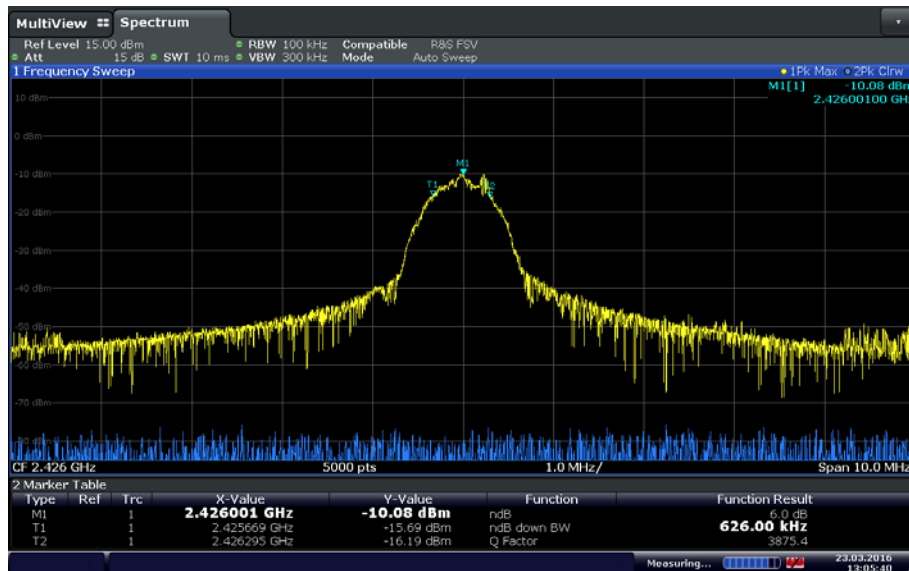 MultiView Spectrum
Ref Level 15.00 dBm RBW 100 kHz Compatible R&S FSV
Att 15 dB SWT 10 ms VBW 300 kHz Mode Auto Sweep
1 Frequency Sweep 1Pk Max 2Pk Clrw
M1[1] -10.08 dBm
2.42600100 GHz
10 dBm
0 dBm
-10 dBm
M1
T1
T2
-20 dBm
-30 dBm
-40 dBm
-50 dBm
-60 dBm
-70 dBm
CF 2.426 GHz 5000 pts 1.0 MHz/ Span 10.0 MHz
2 Marker Table
Type Ref Trc X-Value Y-Value Function Function Result
M1 1 2.426001 GHz -10.08 dBm ndB 6.0 dB
T1 1 2.425669 GHz -15.69 dBm ndB down BW 626.00 kHz
T2 1 2.426295 GHz -16.19 dBm Q Factor 3875.4
Measuring... 23.03.2016
13:05:40